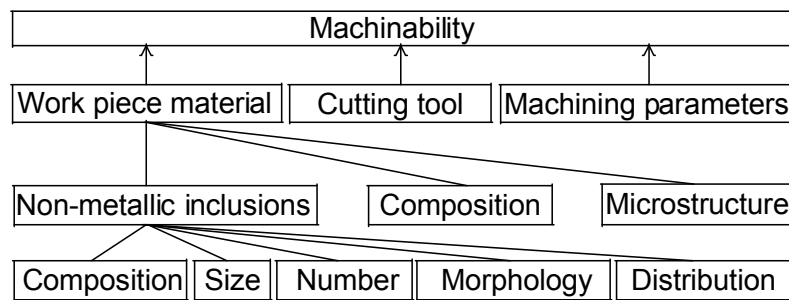 Machinability
Work piece material Cutting tool Machining parameters
Non-metallic inclusions Composition Microstructure
Composition Size Number Morphology Distribution